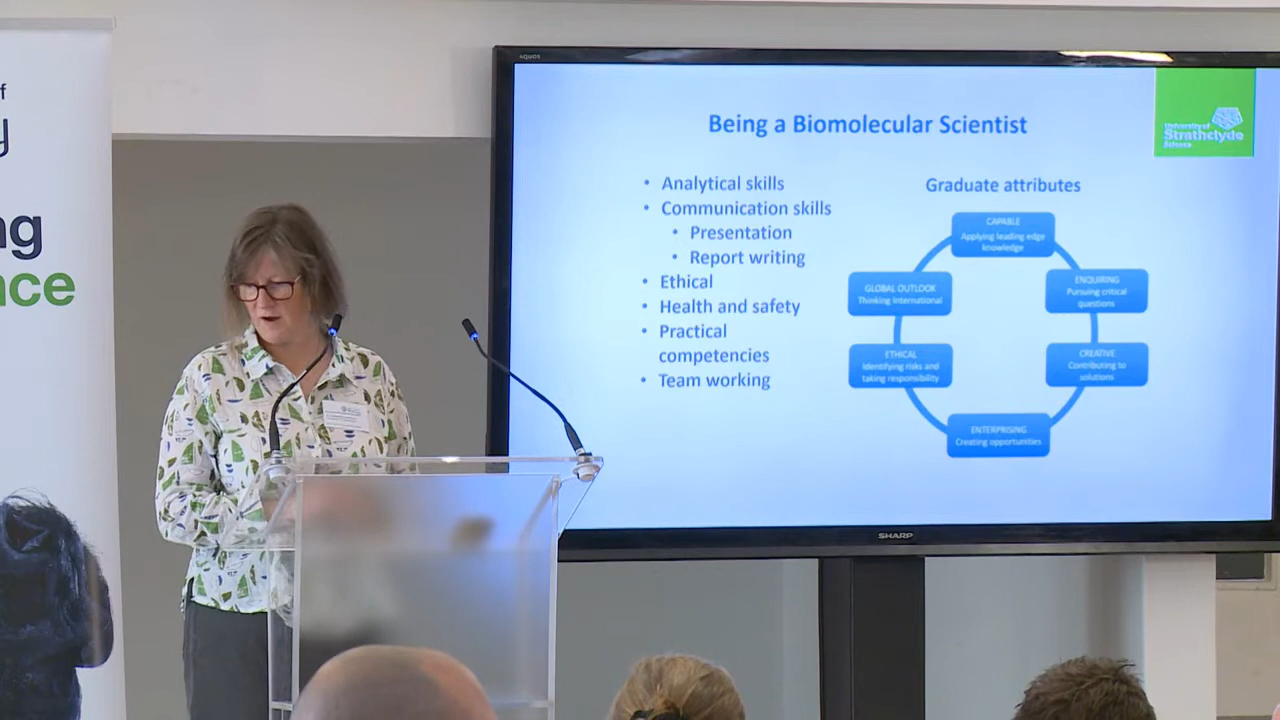 f
y
ng
nce
AQUOS
Being a Biomolecular Scientist
University of
Strathclyde
Science
• Analytical skills
• Communication skills
• Presentation
• Report writing
• Ethical
• Health and safety
• Practical
competencies
• Team working
Graduate attributes
CAPABLE
Applying leading edge
knowledge
ENQUIRING
Pursuing critical
questions
CREATIVE
Contributing to
solutions
ENTERPRISING
Creating opportunities
ETHICAL
Identifying risks and
taking responsibility
GLOBAL OUTLOOK
Thinking International
SHARP